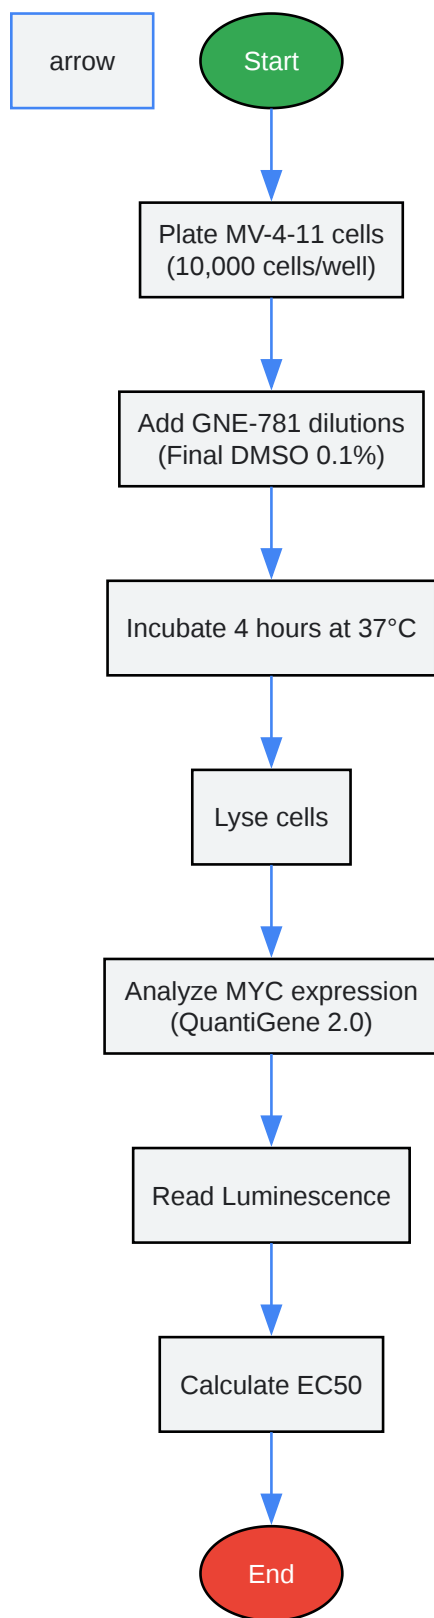 arrow
Start
Plate MV-4-11 cells
(10,000 cells/well)
Add GNE-781 dilutions
(Final DMSO 0.1%)
Incubate 4 hours at 37°C
Lyse cells
Analyze MYC expression
(QuantiGene 2.0)
Read Luminescence
Calculate EC50
End